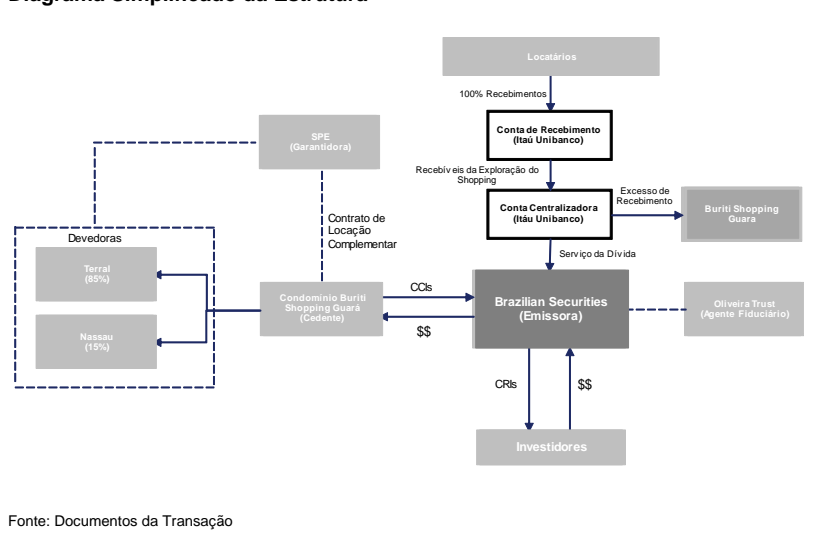 Diagrama Simplificado da Estrutura
Locatários
100% Recebimentos
Conta de Recebimento
(Itaú Unibanco)
Recebíveis da Exploração do
Shopping
Conta Centralizadora
(Itáu Unibanco)
Excesso de
Recebimento
Buriti Shopping
Guara
Serviço da Dívida
SPE
(Garantidora)
Contrato de
Locação
Complementar
Devedoras
Terral
(85%)
Nassau
(15%)
Condomínio Buriti
Shopping Guará
(Cedente)
CCIs
$$
Brazilian Securities
(Emissora)
Oliveira Trust
(Agente Fiduciário)
CRIs
$$
Investidores
Fonte: Documentos da Transação